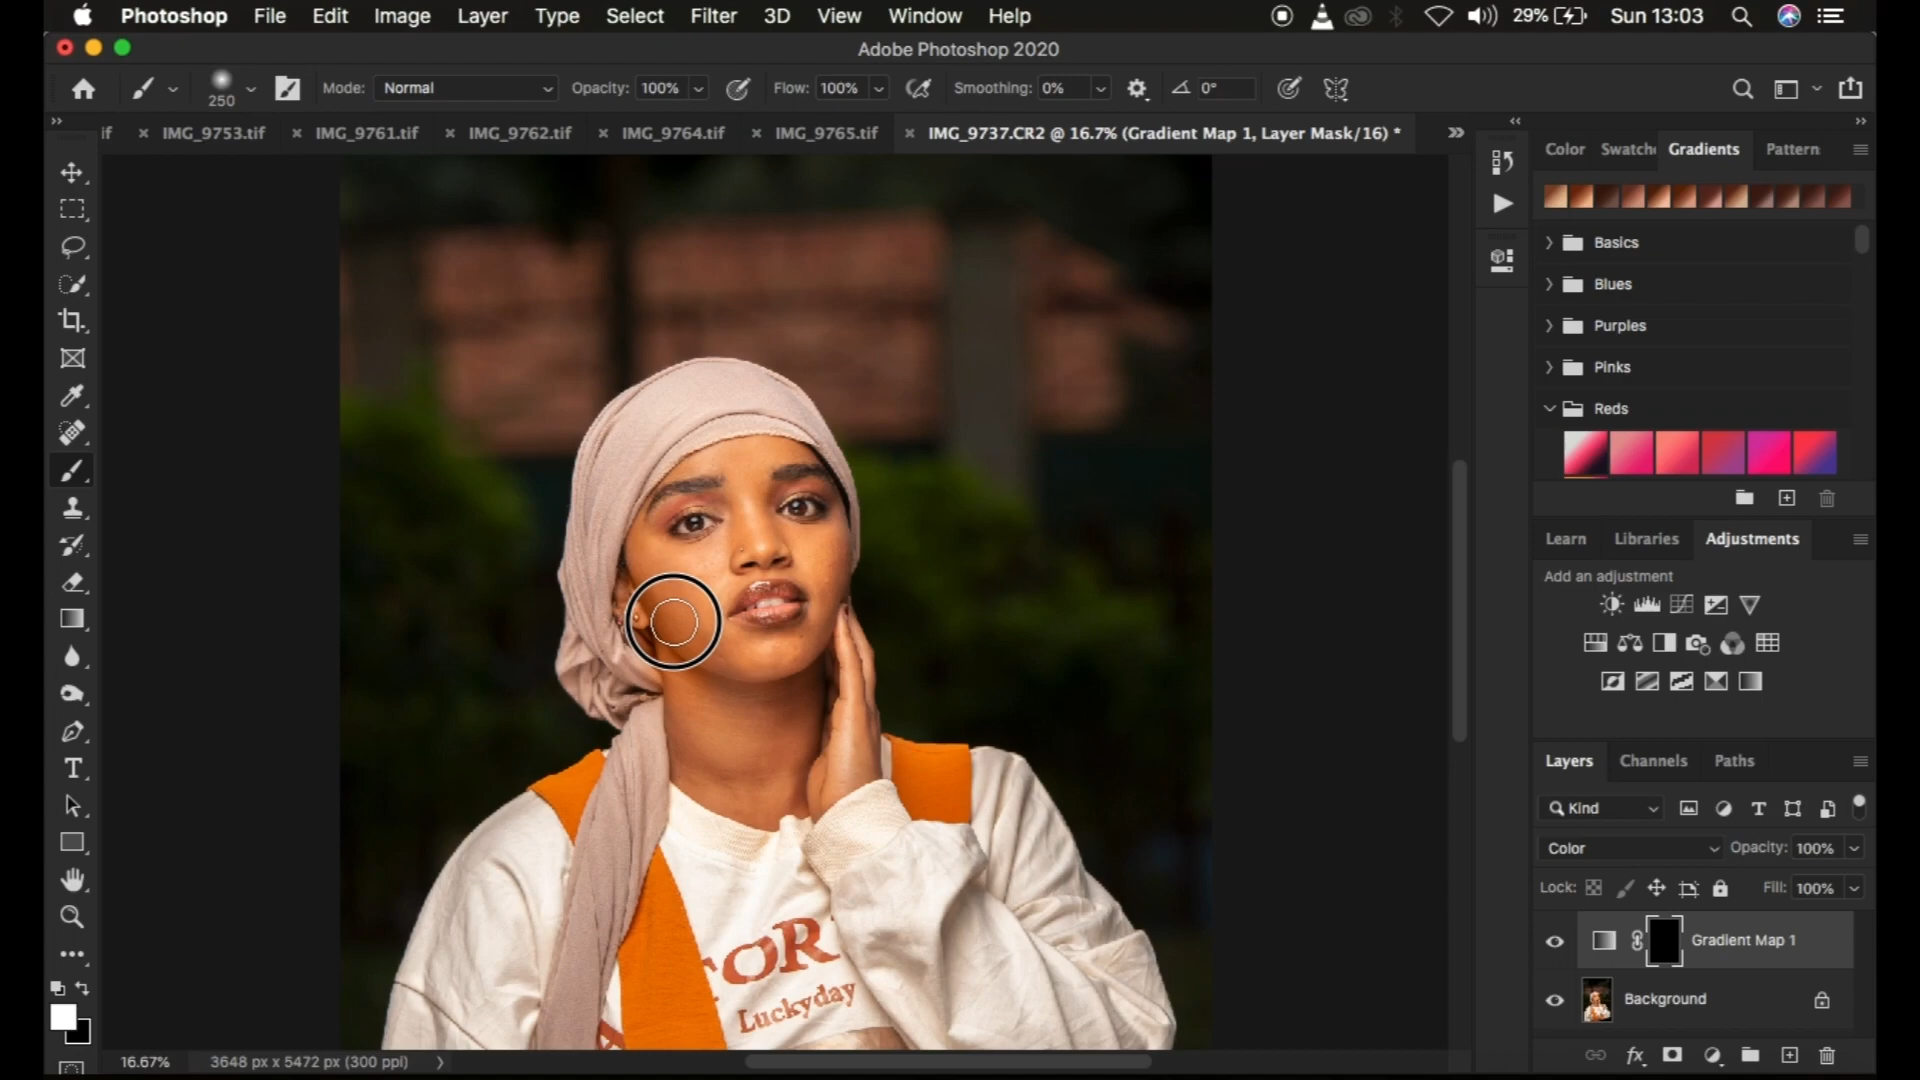 Photoshop File Edit Image Layer Type Select Filter 3D View Window Help 29% Sun 13:03
Adobe Photoshop 2020
250 Mode: Normal Opacity: 100% Flow: 100% Smoothing: 0% 0°
if × IMG_9753.tif × IMG_9761.tif × IMG_9762.tif × IMG_9764.tif × IMG_9765.tif × IMG_9737.CR2 @ 16.7% (Gradient Map 1, Layer Mask/16) *
Color Swatche Gradients Pattern
Basics
Blues
Purples
Pinks
Reds
Learn Libraries Adjustments
Add an adjustment
Layers Channels Paths
Kind
Color Opacity: 100%
Lock: Fill: 100%
Gradient Map 1
Background
TOR
Luckyday
16.67% 3648 px x 5472 px (300 ppi)